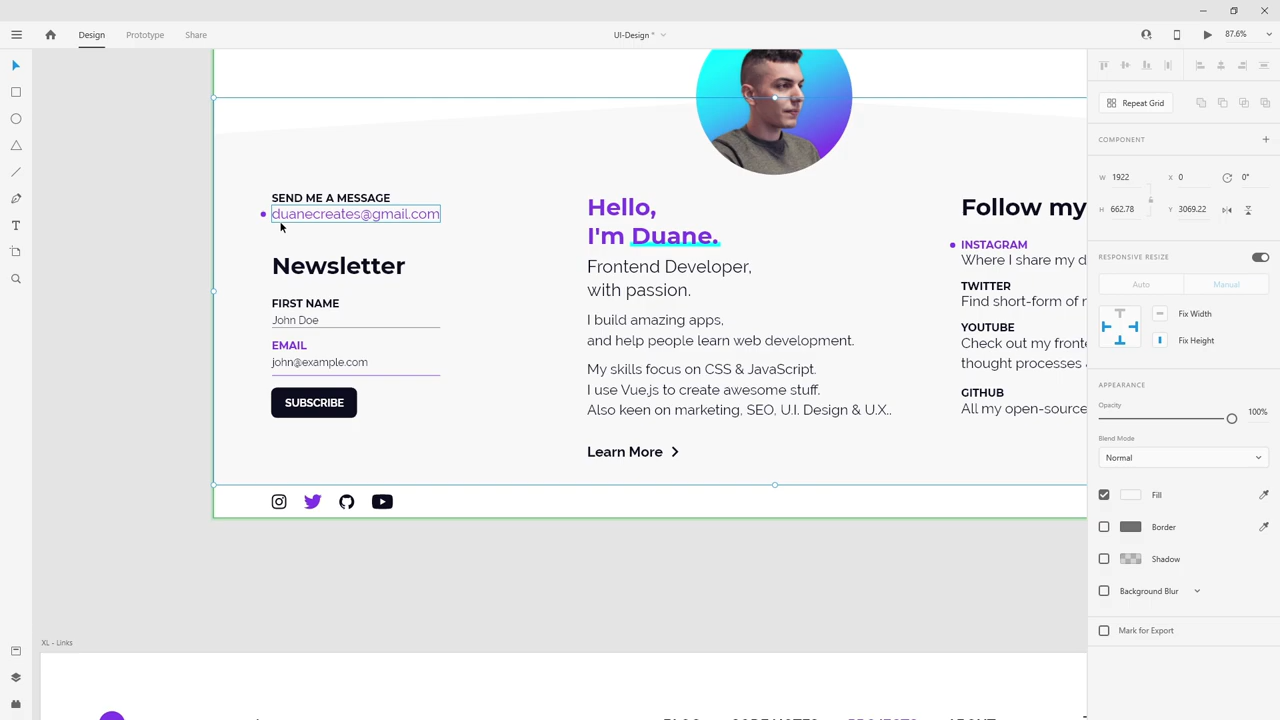 Design Prototype Share UI-Design * 87.6%
Repeat Grid
COMPONENT
W 1922 X 0 0°
H 662.78 Y 3069.22
RESPONSIVE RESIZE
Auto Manual
Fix Width
Fix Height
APPEARANCE
Opacity
100%
Blend Mode
Normal
Fill
Border
Shadow
Background Blur
Mark for Export
SEND ME A MESSAGE
duanecreates@gmail.com
Newsletter
FIRST NAME
John Doe
EMAIL
john@example.com
SUBSCRIBE
Hello,
I'm Duane.
Frontend Developer,
with passion.
I build amazing apps,
and help people learn web development.
My skills focus on CSS & JavaScript.
I use Vue.js to create awesome stuff.
Also keen on marketing, SEO, U.I. Design & U.X..
Learn More
Follow my
INSTAGRAM
Where I share my d
TWITTER
Find short-form of r
YOUTUBE
Check out my fronte
thought processes
GITHUB
All my open-source
XL - Links